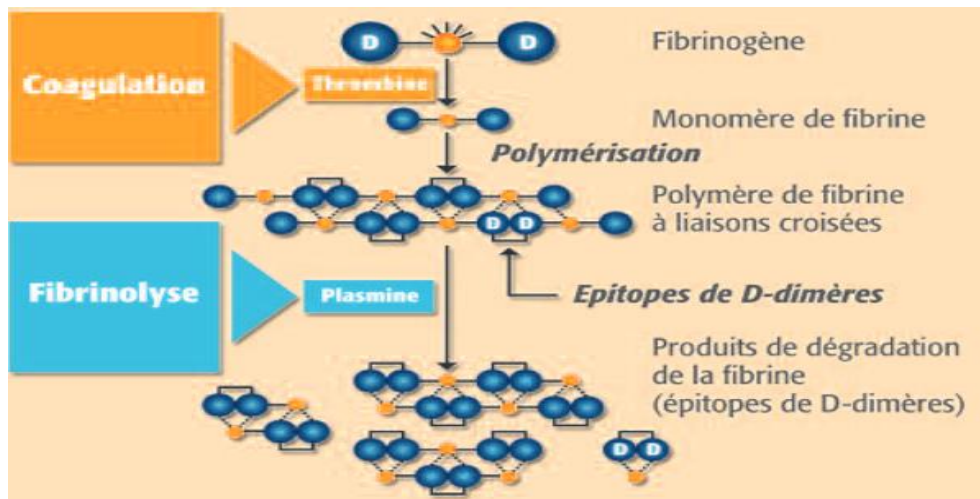 D
D
Fibrinogène
Coagulation
Thrombine
Monomère de fibrine
Polymérisation
Polymère de fibrine
à liaisons croisées
D D
Fibrinolyse
Plasmine
Epitopes de D-dimères
Produits de dégradation
de la fibrine
(épitopes de D-dimères)
D D